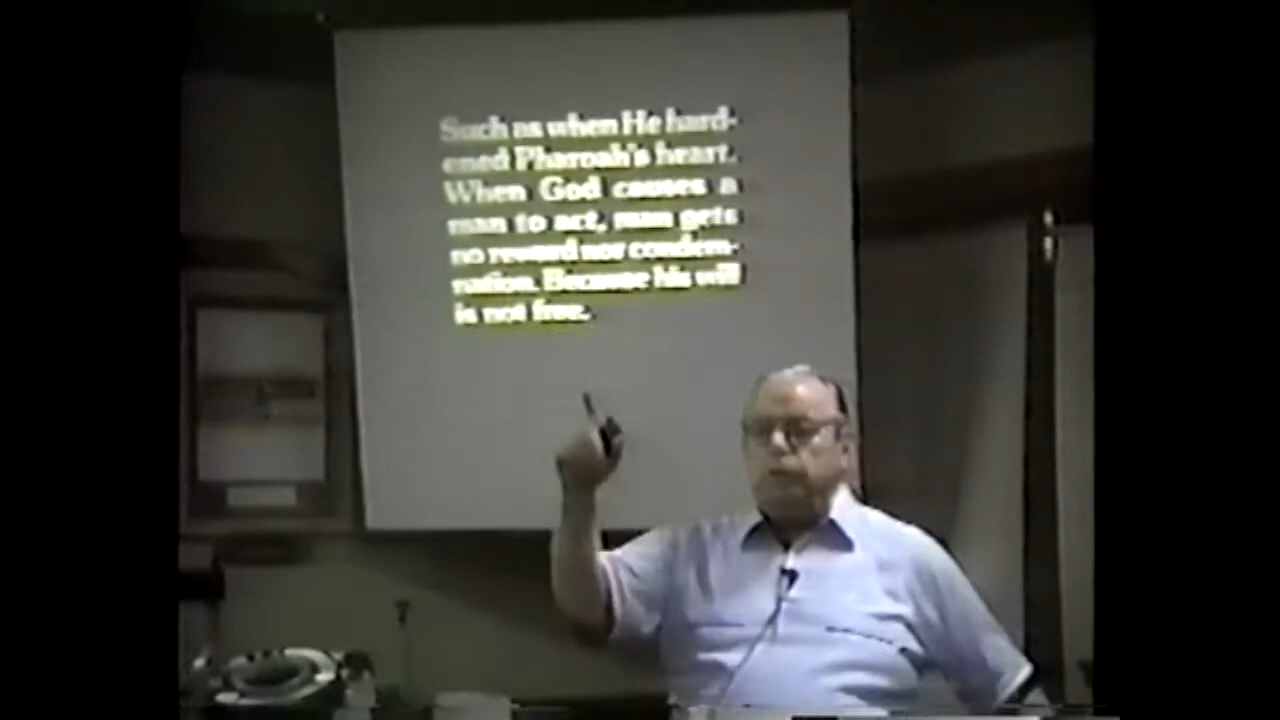 Such as when He hard-
ened Pharoah's heart.
When God causes a
man to act, man gets
no reward nor condem-
nation. Because his will
is not free.